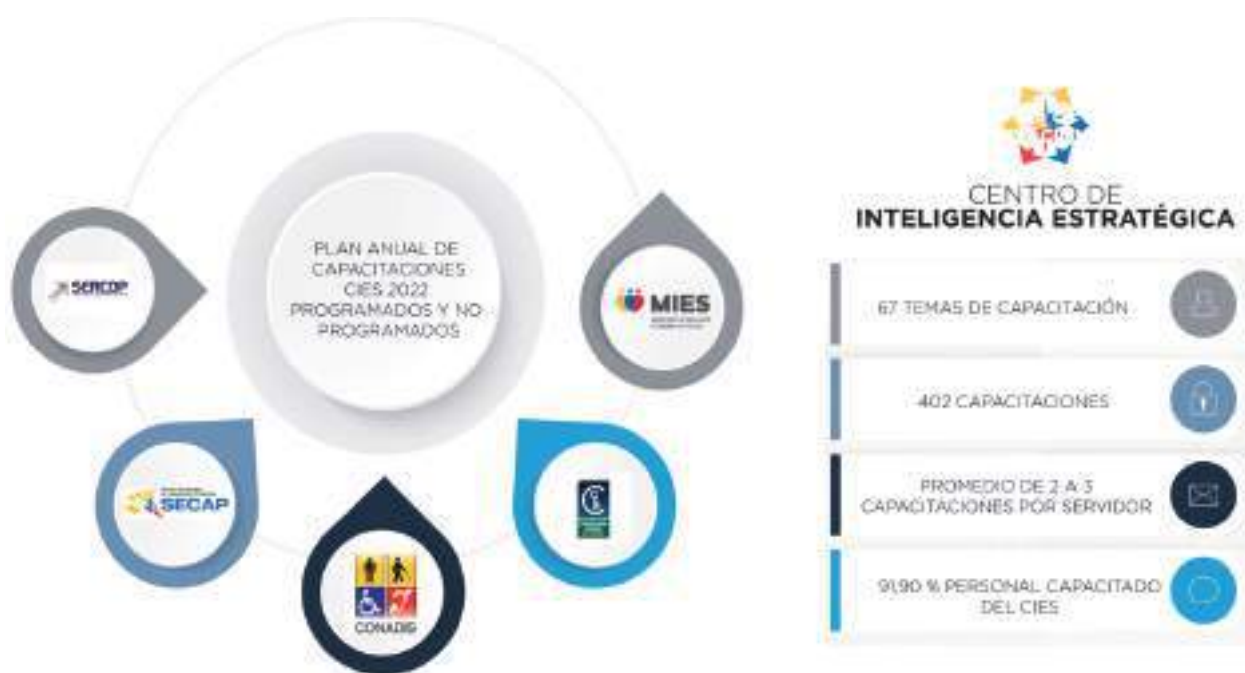 PLAN ANUAL DE
CAPACITACIONES
CIES 2022
PROGRAMADOS Y NO
PROGRAMADOS
SERCOP
MIES
SECAP
CONADIS
CENTRO DE
INTELIGENCIA ESTRATÉGICA
67 TEMAS DE CAPACITACIÓN
402 CAPACITACIONES
PROMEDIO DE 2 A 3
CAPACITACIONES POR SERVIDOR
91,90 % PERSONAL CAPACITADO
DEL CIES